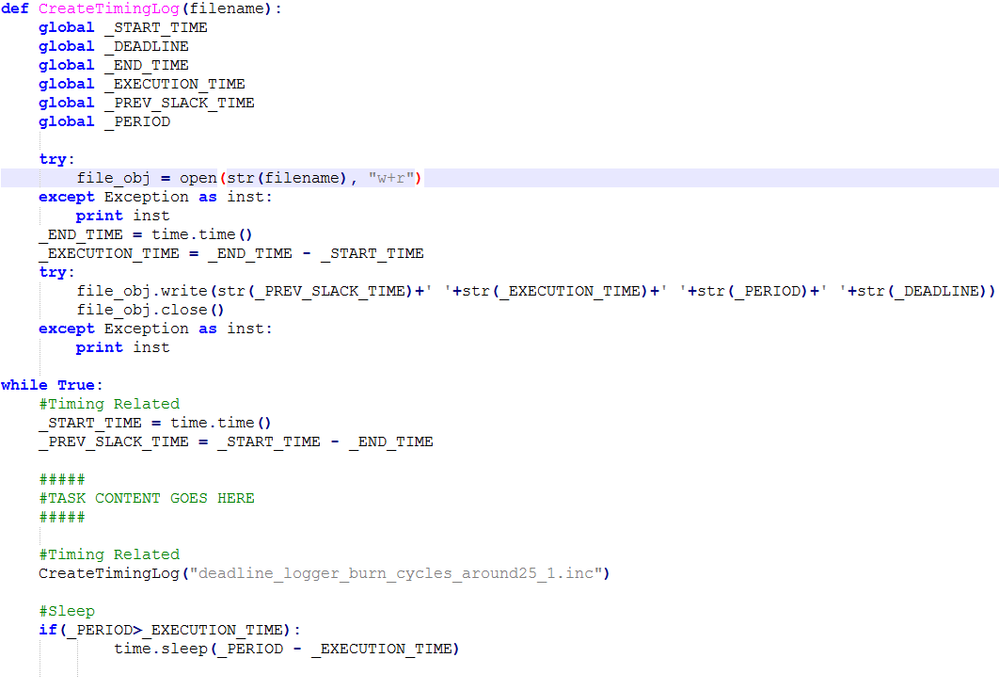 def CreateTimingLog(filename):
    global _START_TIME
    global _DEADLINE
    global _END_TIME
    global _EXECUTION_TIME
    global _PREV_SLACK_TIME
    global _PERIOD

    try:
        file_obj = open(str(filename), "w+r")
    except Exception as inst:
        print inst
    _END_TIME = time.time()
    _EXECUTION_TIME = _END_TIME - _START_TIME
    try:
        file_obj.write(str(_PREV_SLACK_TIME)+' '+str(_EXECUTION_TIME)+' '+str(_PERIOD)+' '+str(_DEADLINE))
        file_obj.close()
    except Exception as inst:
        print inst

while True:
    #Timing Related
    _START_TIME = time.time()
    _PREV_SLACK_TIME = _START_TIME - _END_TIME

    #####
    #TASK CONTENT GOES HERE
    #####

    #Timing Related
    CreateTimingLog("deadline_logger_burn_cycles_around25_1.inc")

    #Sleep
    if(_PERIOD>_EXECUTION_TIME):
            time.sleep(_PERIOD - _EXECUTION_TIME)